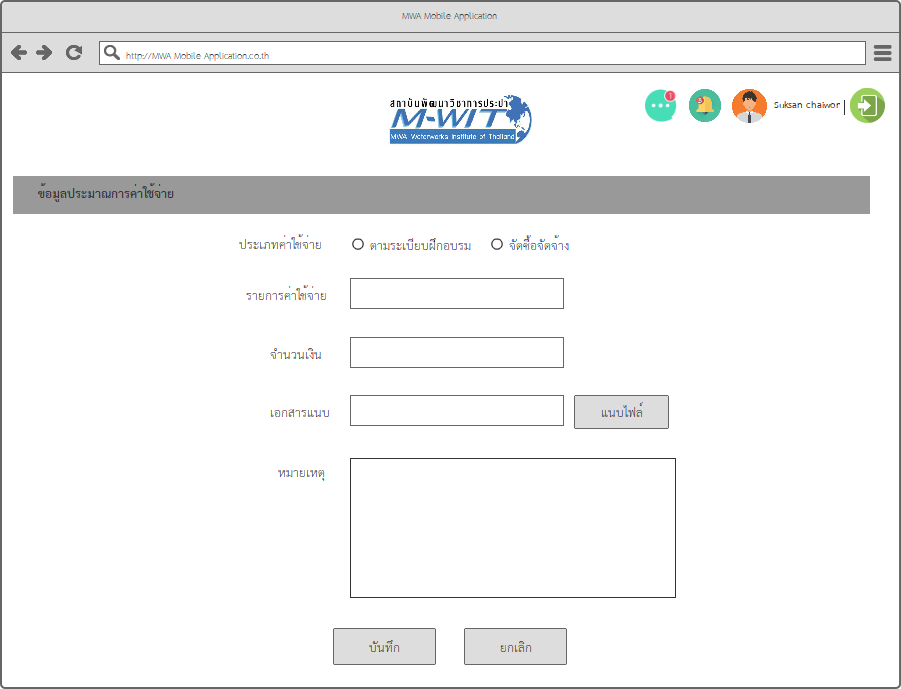 MWA Mobile Application
http://MWA Mobile Application.co.th
สถาบันพัฒนาวิชาการประปา
M-WIT
MWA Waterworks Institute of Thailand
1
5
Suksan chaiwon
ข้อมูลประมาณการค่าใช้จ่าย
ประเภทค่าใช้จ่าย ตามระเบียบฝึกอบรม จัดซื้อจัดจ้าง
รายการค่าใช้จ่าย
จำนวนเงิน
เอกสารแนบ แนบไฟล์
หมายเหตุ
บันทึก ยกเลิก